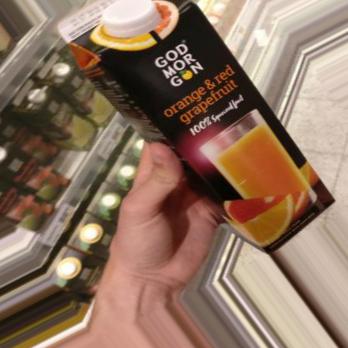 GOD
MOR
GON
orange & red
grapefruit
100% Squeezed fruit